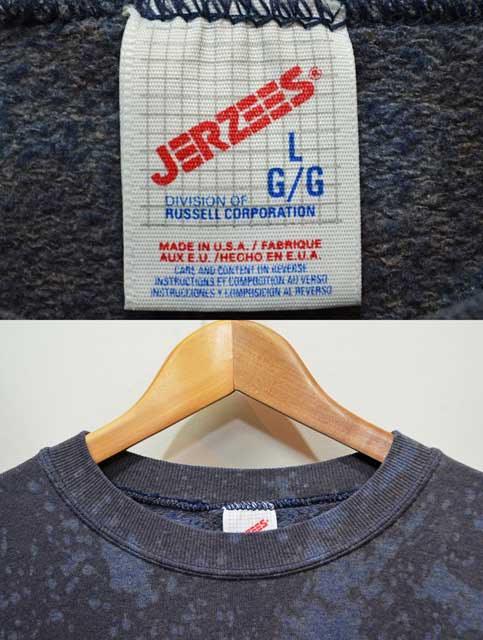 JERZEES®
L
G/G
DIVISION OF
RUSSELL CORPORATION
MADE IN U.S.A. / FABRIQUE
AUX E.U. /HECHO EN E.U.A.
CARE AND CONTENT ON REVERSE
INSTRUCTIONS ET COMPOSITION AU VERSO
INSTRUCCIONES Y COMPOSICION AL REVERSO
JERZEES